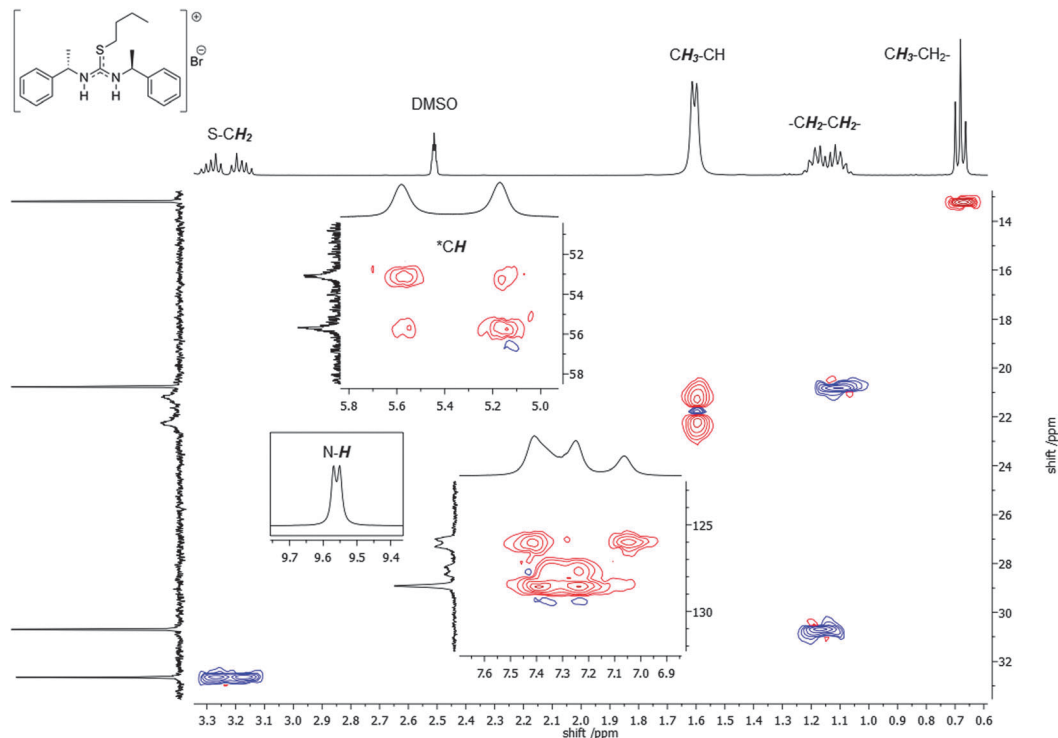 S
N
H
N
H
+
Br⊖
S-CH2
DMSO
CH3-CH
-CH2-CH2-
CH3-CH2-
*CH
52
54
56
58
5.8 5.6 5.4 5.2 5.0
N-H
9.7 9.6 9.5 9.4
125
130
7.6 7.5 7.4 7.3 7.2 7.1 7.0 6.9
14
16
18
20
22
24
26
28
30
32
shift /ppm
3.3 3.2 3.1 3.0 2.9 2.8 2.7 2.6 2.5 2.4 2.3 2.2 2.1 2.0 1.9 1.8 1.7 1.6 1.5 1.4 1.3 1.2 1.1 1.0 0.9 0.8 0.7 0.6
shift /ppm